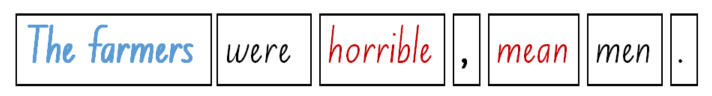 The farmers were horrible , mean men .